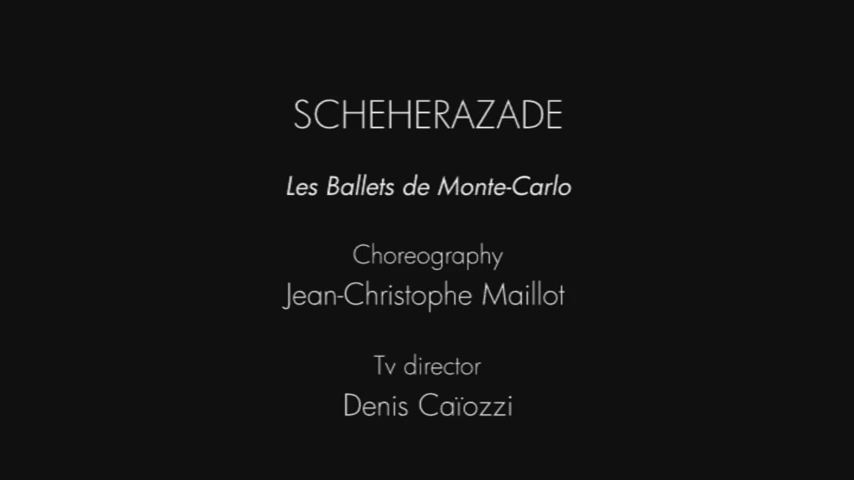 SCHEHERAZADE
Les Ballets de Monte-Carlo
Choreography
Jean-Christophe Maillot
Tv director
Denis Caïozzi